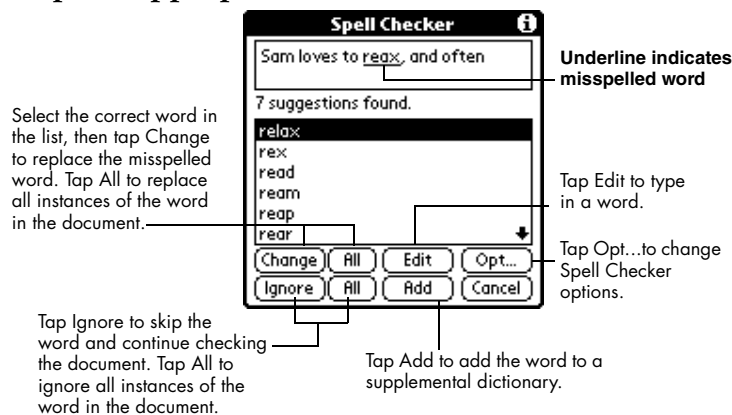 Spell Checker
Sam loves to reax, and often
Underline indicates
misspelled word
7 suggestions found.
Select the correct word in
the list, then tap Change
to replace the misspelled
word. Tap All to replace
all instances of the word
in the document.
relax
rex
read
ream
reap
rear
Tap Edit to type
in a word.
Change All Edit Opt...
Tap Opt...to change
Spell Checker
options.
Ignore All Add Cancel
Tap Ignore to skip the
word and continue checking
the document. Tap All to
ignore all instances of the
word in the document.
Tap Add to add the word to a
supplemental dictionary.